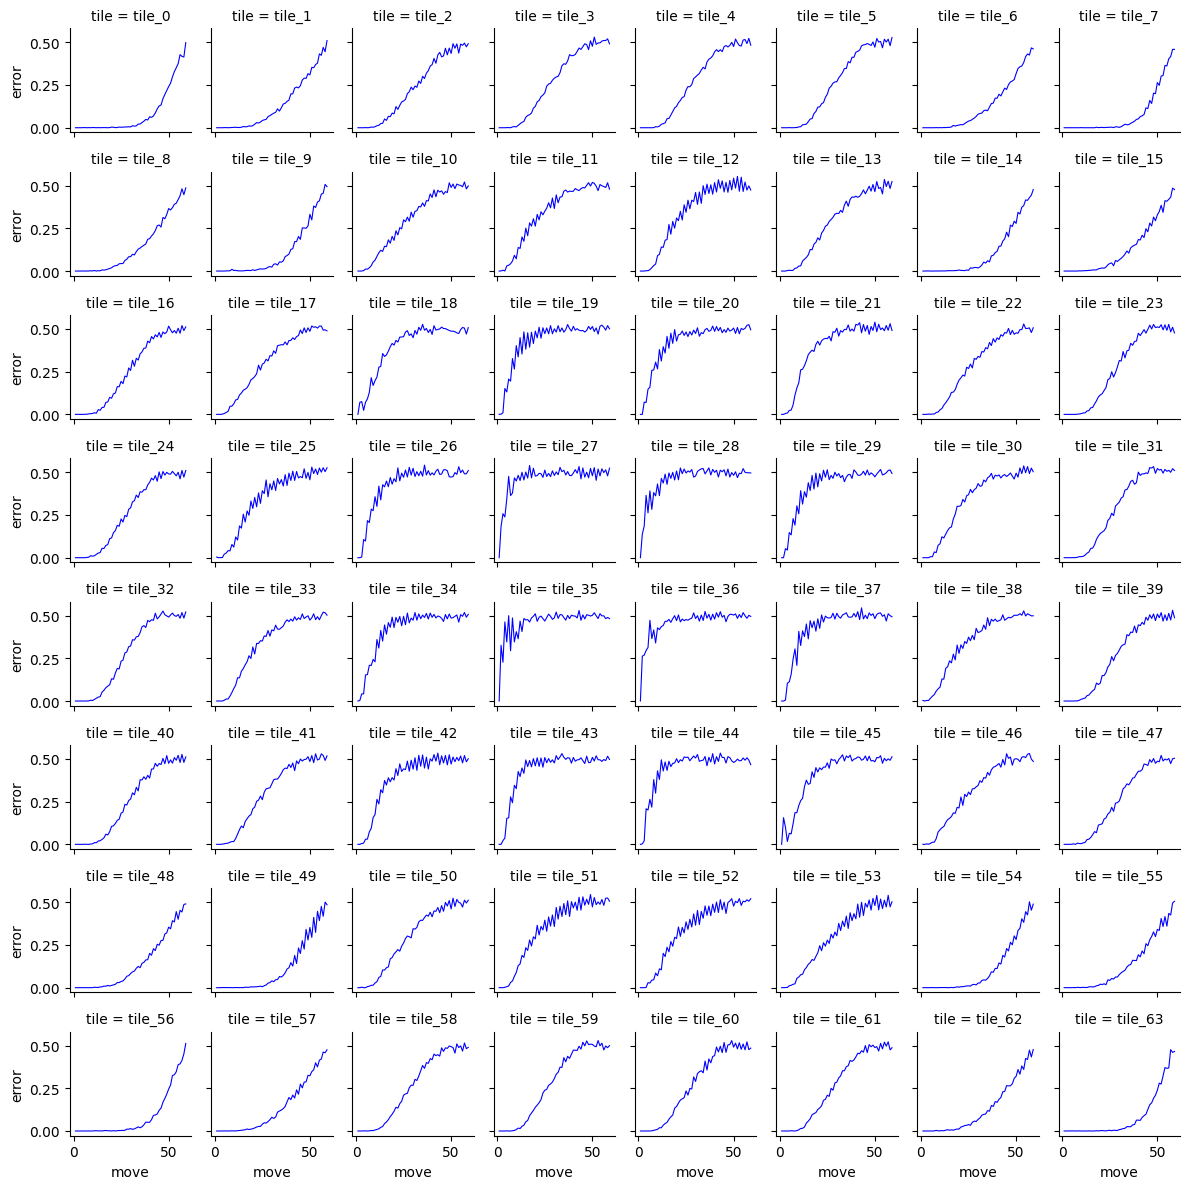 tile = tile_0 tile = tile_1 tile = tile_2 tile = tile_3 tile = tile_4 tile = tile_5 tile = tile_6 tile = tile_7
0.50
error
0.25
0.00
tile = tile_8 tile = tile_9 tile = tile_10 tile = tile_11 tile = tile_12 tile = tile_13 tile = tile_14 tile = tile_15
0.50
error
0.25
0.00
tile = tile_16 tile = tile_17 tile = tile_18 tile = tile_19 tile = tile_20 tile = tile_21 tile = tile_22 tile = tile_23
0.50
error
0.25
0.00
tile = tile_24 tile = tile_25 tile = tile_26 tile = tile_27 tile = tile_28 tile = tile_29 tile = tile_30 tile = tile_31
0.50
error
0.25
0.00
tile = tile_32 tile = tile_33 tile = tile_34 tile = tile_35 tile = tile_36 tile = tile_37 tile = tile_38 tile = tile_39
0.50
error
0.25
0.00
tile = tile_40 tile = tile_41 tile = tile_42 tile = tile_43 tile = tile_44 tile = tile_45 tile = tile_46 tile = tile_47
0.50
error
0.25
0.00
tile = tile_48 tile = tile_49 tile = tile_50 tile = tile_51 tile = tile_52 tile = tile_53 tile = tile_54 tile = tile_55
0.50
error
0.25
0.00
tile = tile_56 tile = tile_57 tile = tile_58 tile = tile_59 tile = tile_60 tile = tile_61 tile = tile_62 tile = tile_63
0.50
error
0.25
0.00
0 50 0 50 0 50 0 50 0 50 0 50 0 50 0 50
move move move move move move move move